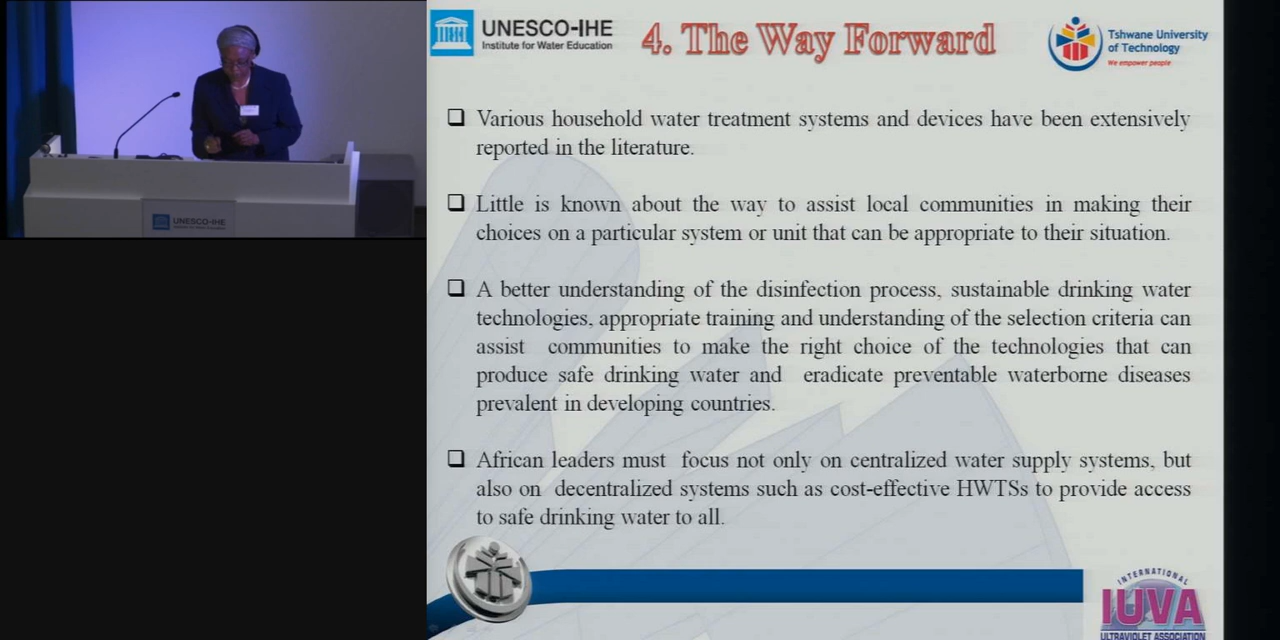 UNESCO-IHE
Institute for Water Education
4. The Way Forward
Tshwane University
of Technology
We empower people
Various household water treatment systems and devices have been extensively
reported in the literature.
Little is known about the way to assist local communities in making their
choices on a particular system or unit that can be appropriate to their situation.
A better understanding of the disinfection process, sustainable drinking water
technologies, appropriate training and understanding of the selection criteria can
assist communities to make the right choice of the technologies that can
produce safe drinking water and eradicate preventable waterborne diseases
prevalent in developing countries.
African leaders must focus not only on centralized water supply systems, but
also on decentralized systems such as cost-effective HWTSs to provide access
to safe drinking water to all.
UNESCO-IHE
INTERNATIONAL
IUVA
ULTRAVIOLET ASSOCIATION